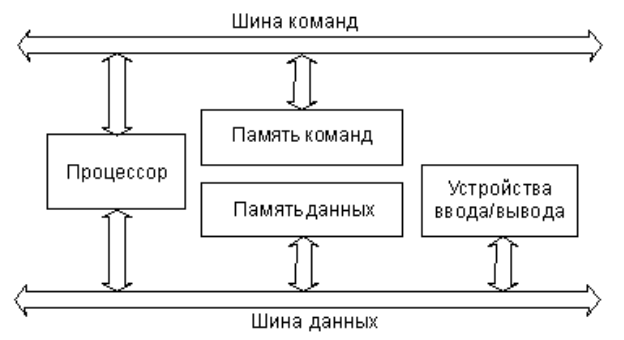 Шина команд
Память команд
Процессор
Память данных
Устройства
ввода/вывода
Шина данных